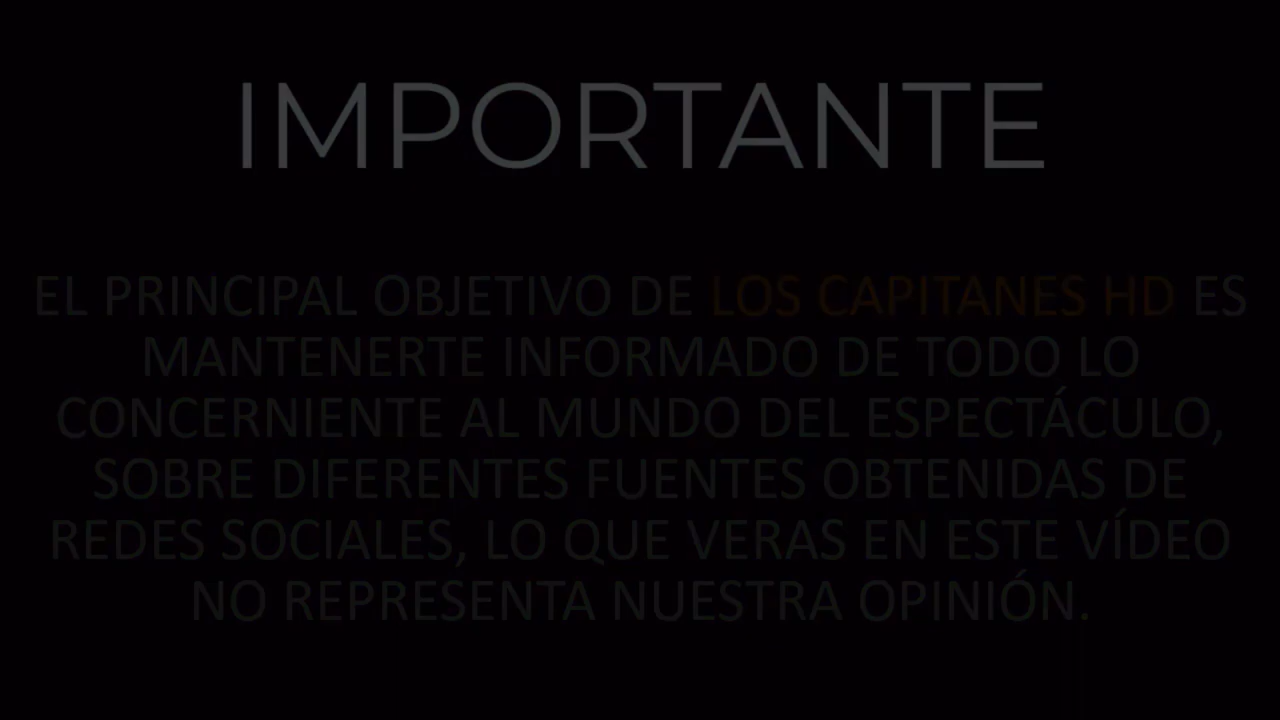 IMPORTANTE
EL PRINCIPAL OBJETIVO DE LOS CAPITANES HD ES
MANTENERTE INFORMADO DE TODO LO
CONCERNIENTE AL MUNDO DEL ESPECTÁCULO,
SOBRE DIFERENTES FUENTES OBTENIDAS DE
REDES SOCIALES, LO QUE VERAS EN ESTE VÍDEO
NO REPRESENTA NUESTRA OPINIÓN.